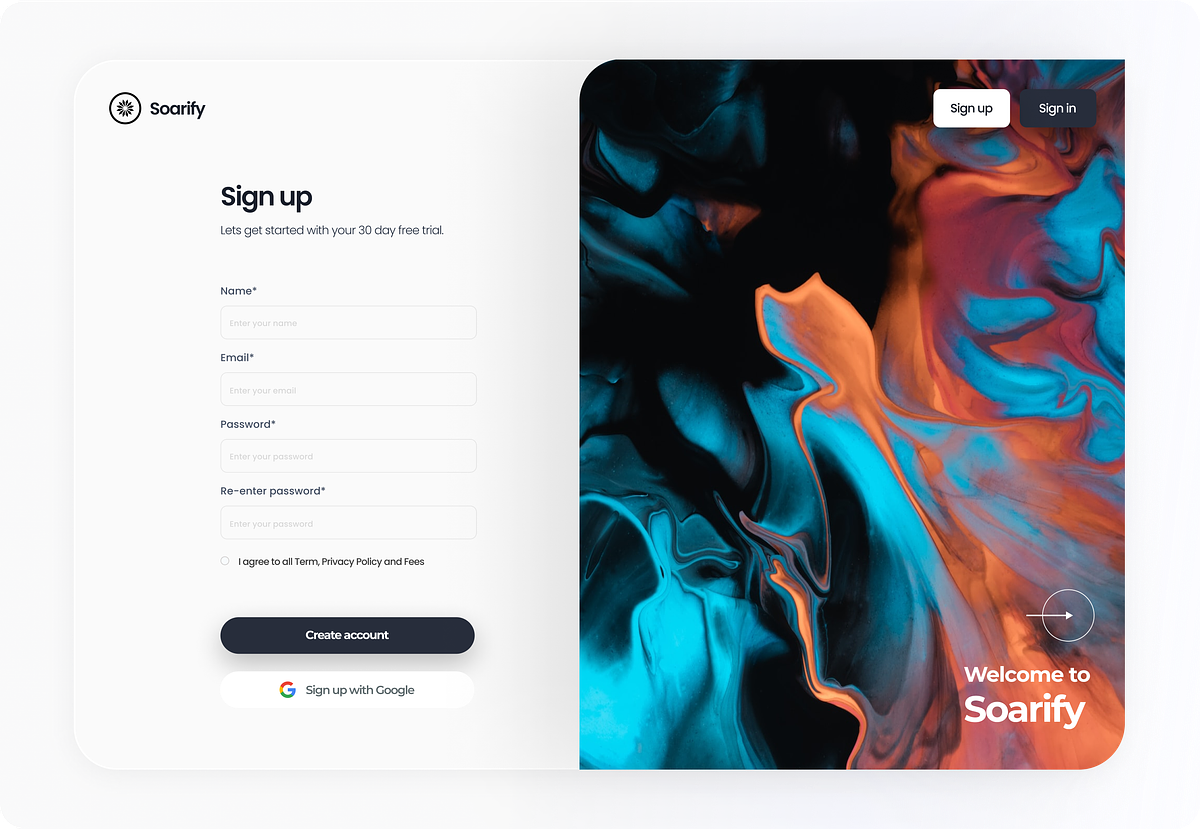 Soarify
Sign up
Sign in
Sign up
Lets get started with your 30 day free trial.
Name*
Enter your name
Email*
Enter your email
Password*
Enter your password
Re-enter password*
Enter your password
I agree to all Term, Privacy Policy and Fees
Create account
Sign up with Google
Welcome to
Soarify